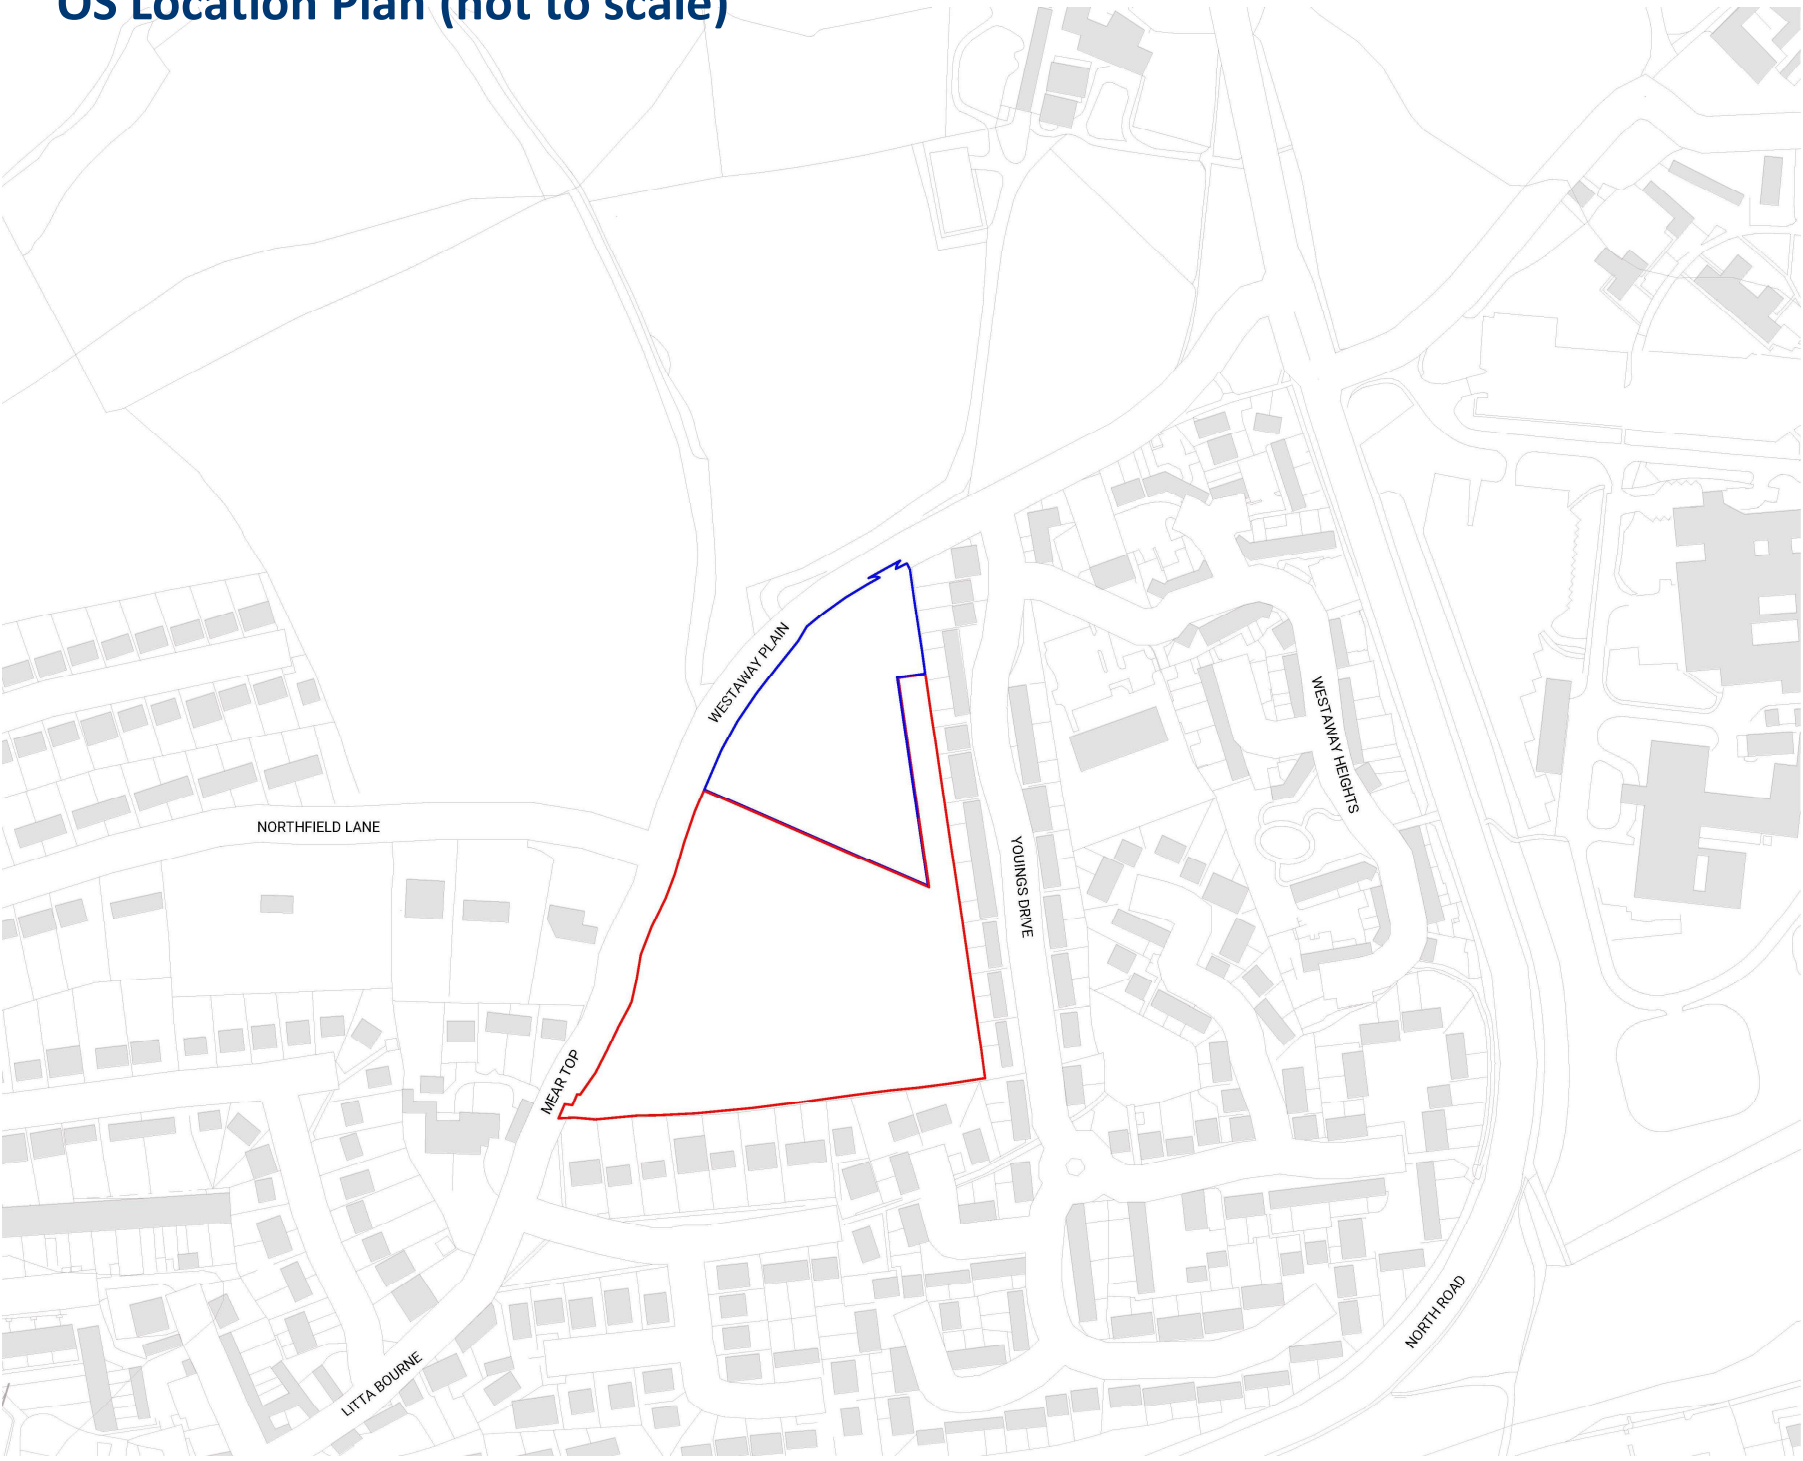 OS Location Plan (not to scale)
WESTAWAY PLAIN
WESTAWAY HEIGHTS
NORTHFIELD LANE
YOUINGS DRIVE
MEAR TOP
NORTH ROAD
LITTA BOURNE